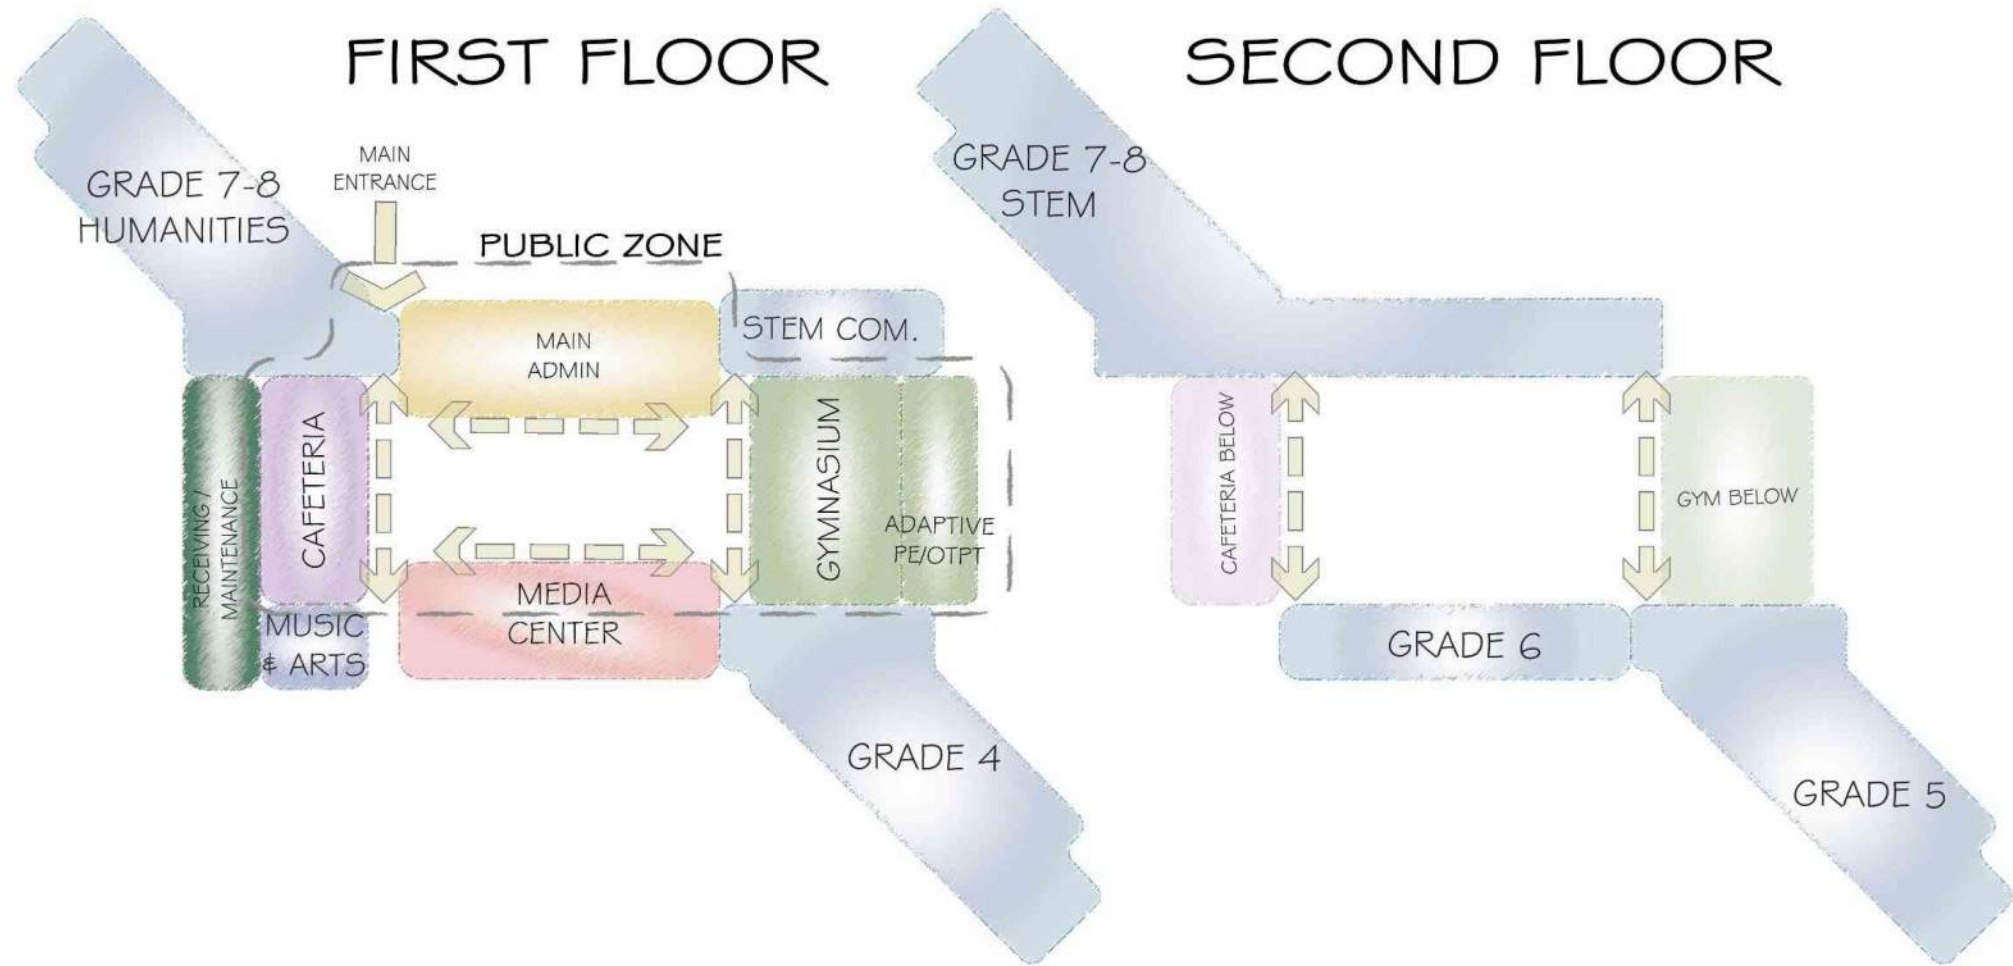 FIRST FLOOR
SECOND FLOOR
MAIN
ENTRANCE
GRADE 7-8
HUMANITIES
PUBLIC ZONE
MAIN
ADMIN
STEM COM.
RECEIVING /
MAINTENANCE
CAFETERIA
GYMNASIUM
ADAPTIVE
PE/OTPT
MEDIA
CENTER
MUSIC
& ARTS
GRADE 4
GRADE 7-8
STEM
CAFETERIA BELOW
GYM BELOW
GRADE 6
GRADE 5